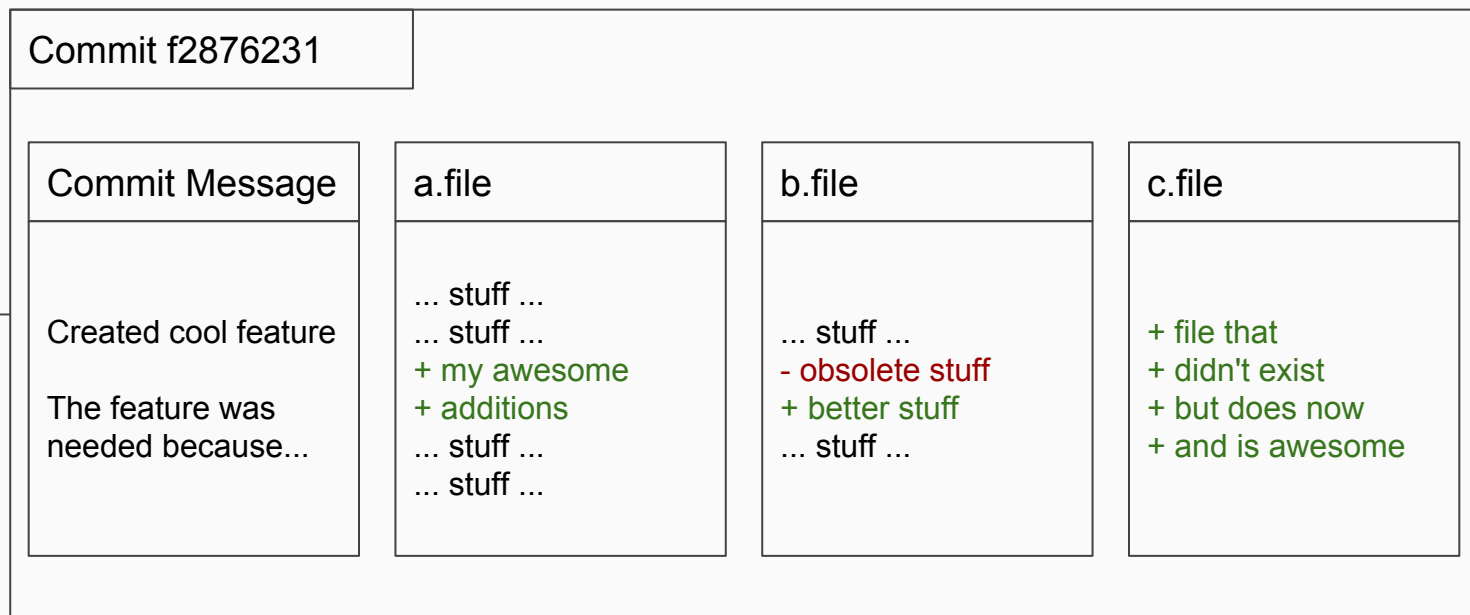 Commit f2876231
Commit Message
Created cool feature
The feature was
needed because...
a.file
... stuff ...
... stuff ...
+ my awesome
+ additions
... stuff ...
... stuff ...
b.file
... stuff ...
- obsolete stuff
+ better stuff
... stuff ...
c.file
+ file that
+ didn't exist
+ but does now
+ and is awesome